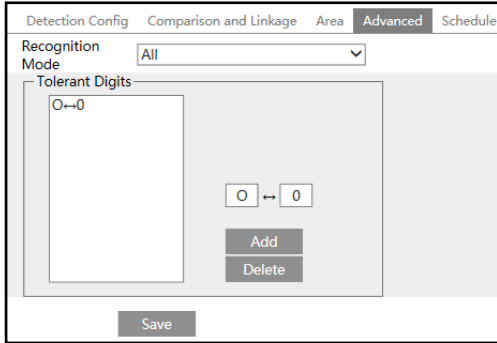 Detection Config Comparison and Linkage Area Advanced Schedule
Recognition
Mode
All
Tolerant Digits
O↔0
O ↔ 0
Add
Delete
Save